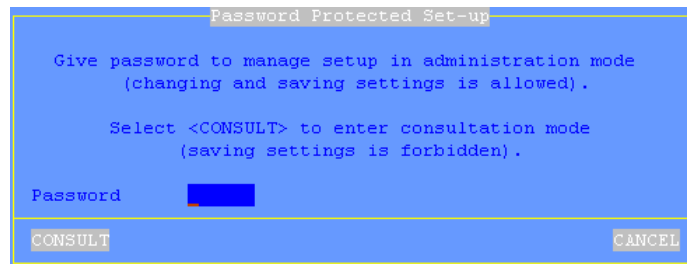 Password Protected Set-up
Give password to manage setup in administration mode
(changing and saving settings is allowed).
Select <CONSULT> to enter consultation mode
(saving settings is forbidden).
Password
CONSULT CANCEL